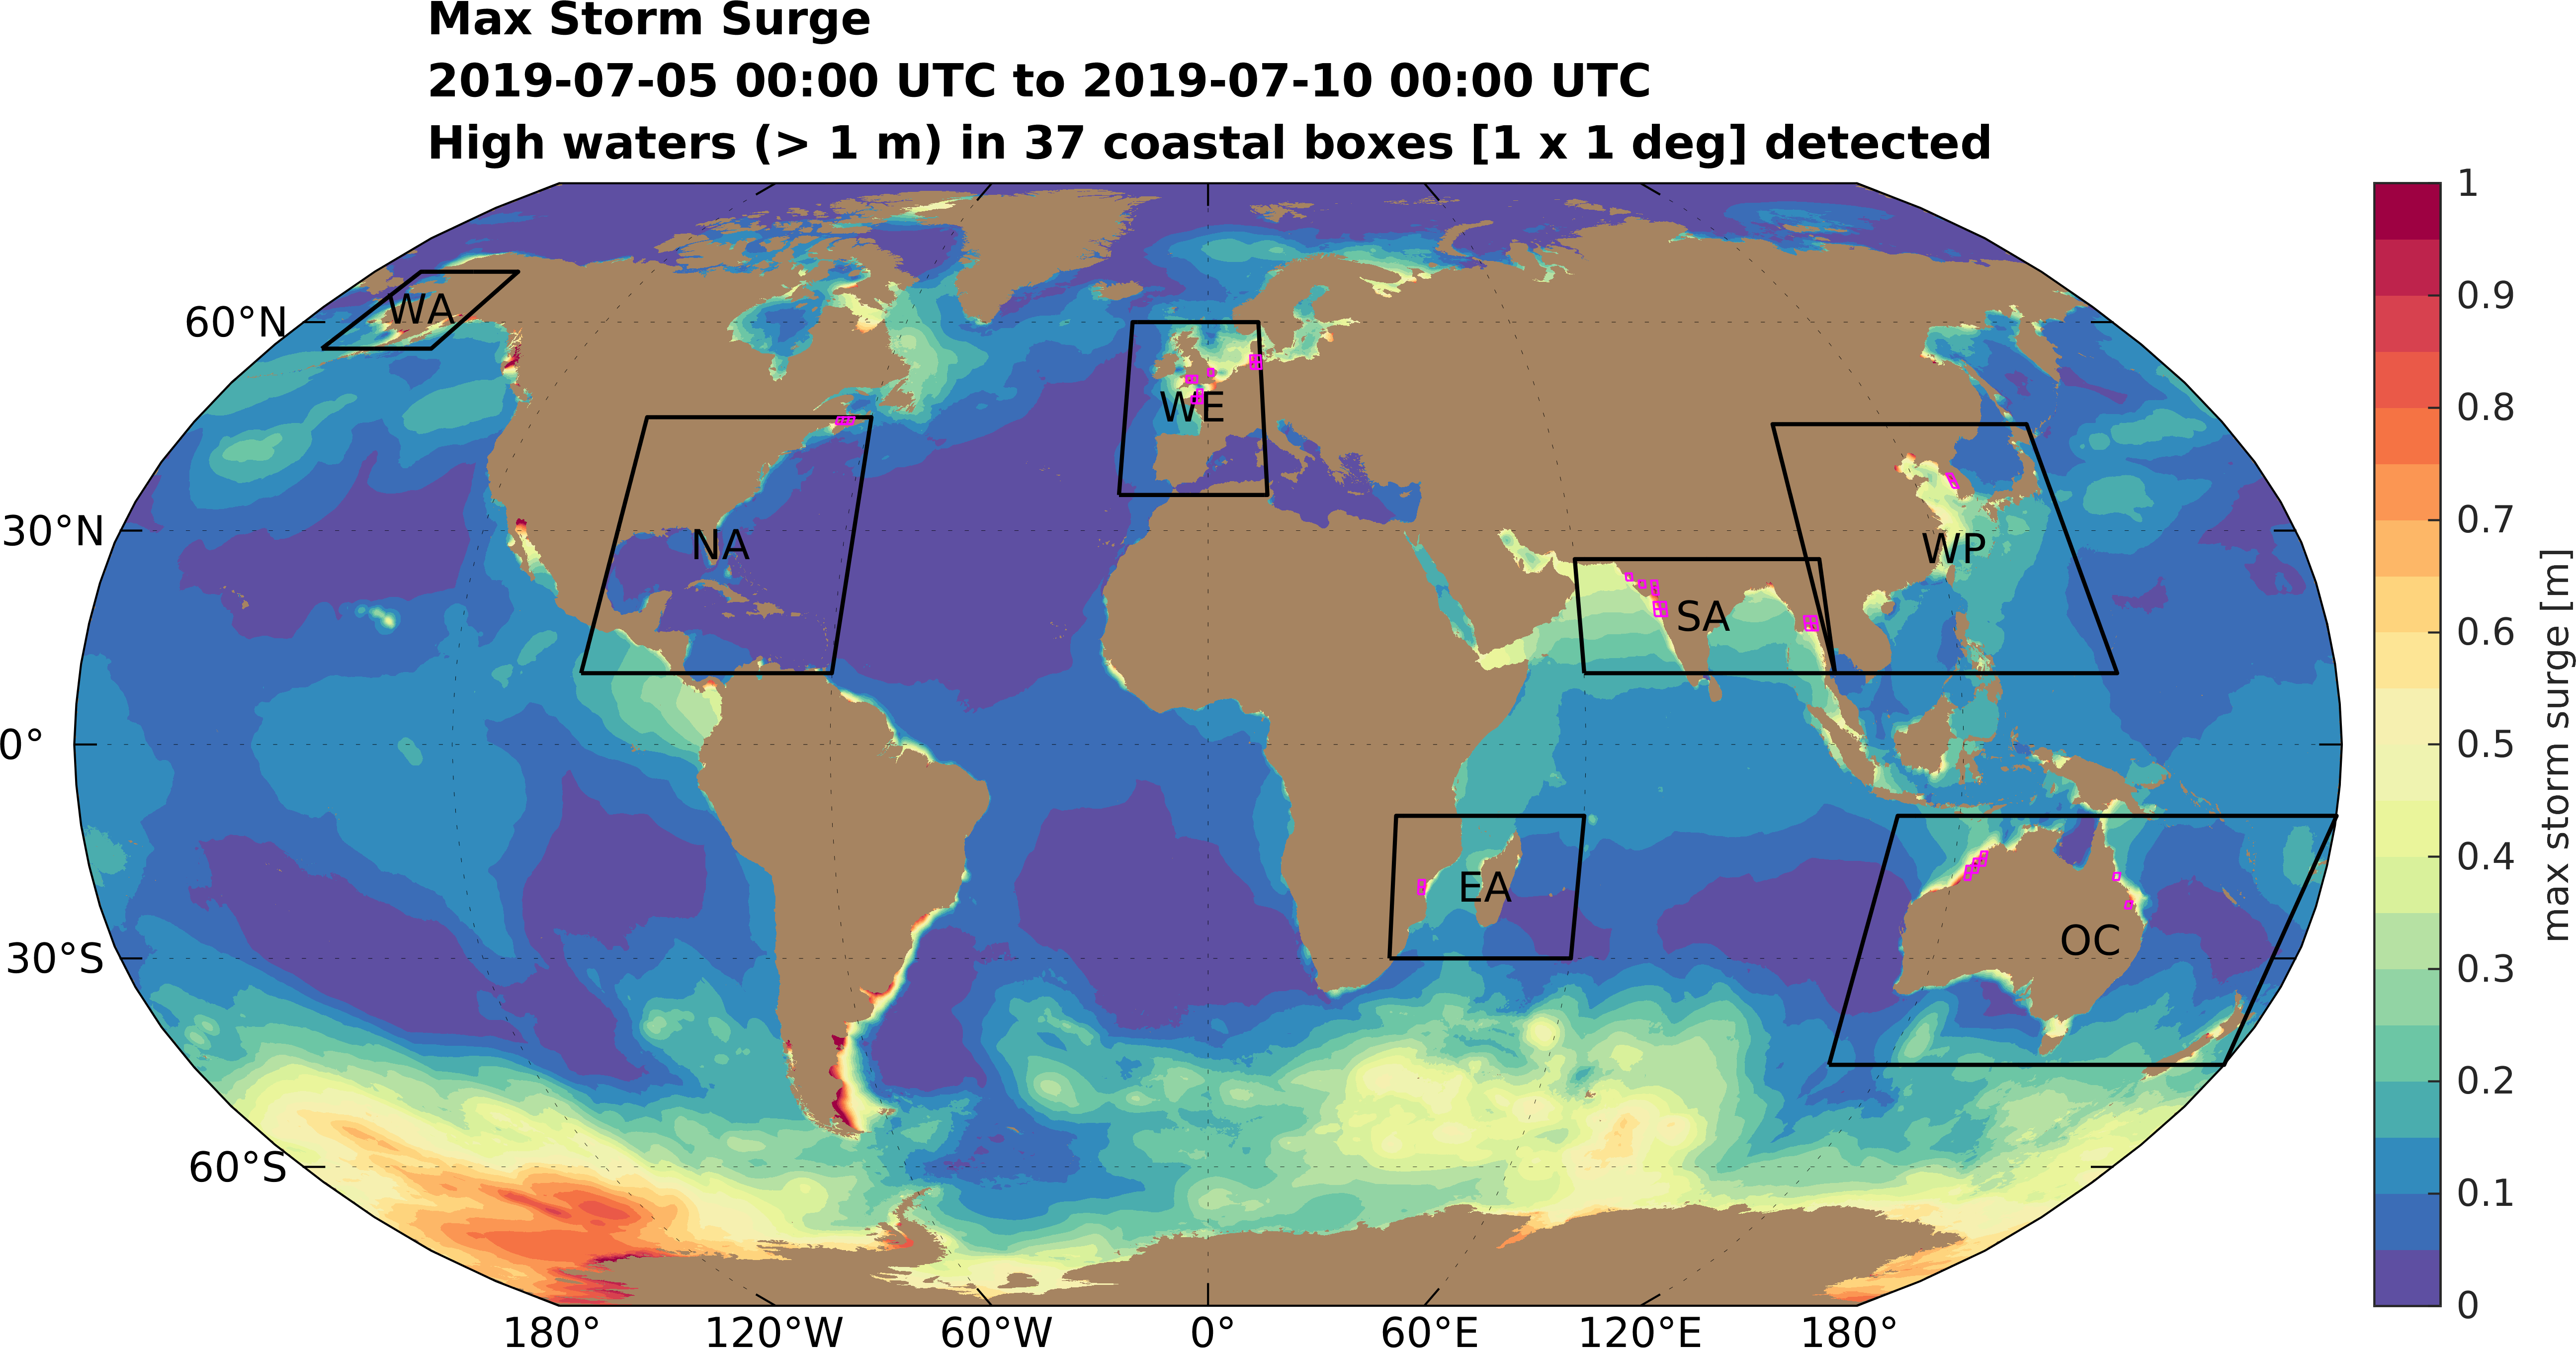 Max Storm Surge
2019-07-05 00:00 UTC to 2019-07-10 00:00 UTC
High waters (> 1 m) in 37 coastal boxes [1 x 1 deg] detected
60°N
30°N
0°
30°S
60°S
WA
NA
WE
SA
WP
EA
OC
180°
120°W
60°W
0°
60°E
120°E
180°
1
0.9
0.8
0.7
0.6
0.5
0.4
0.3
0.2
0.1
0
max storm surge [m]